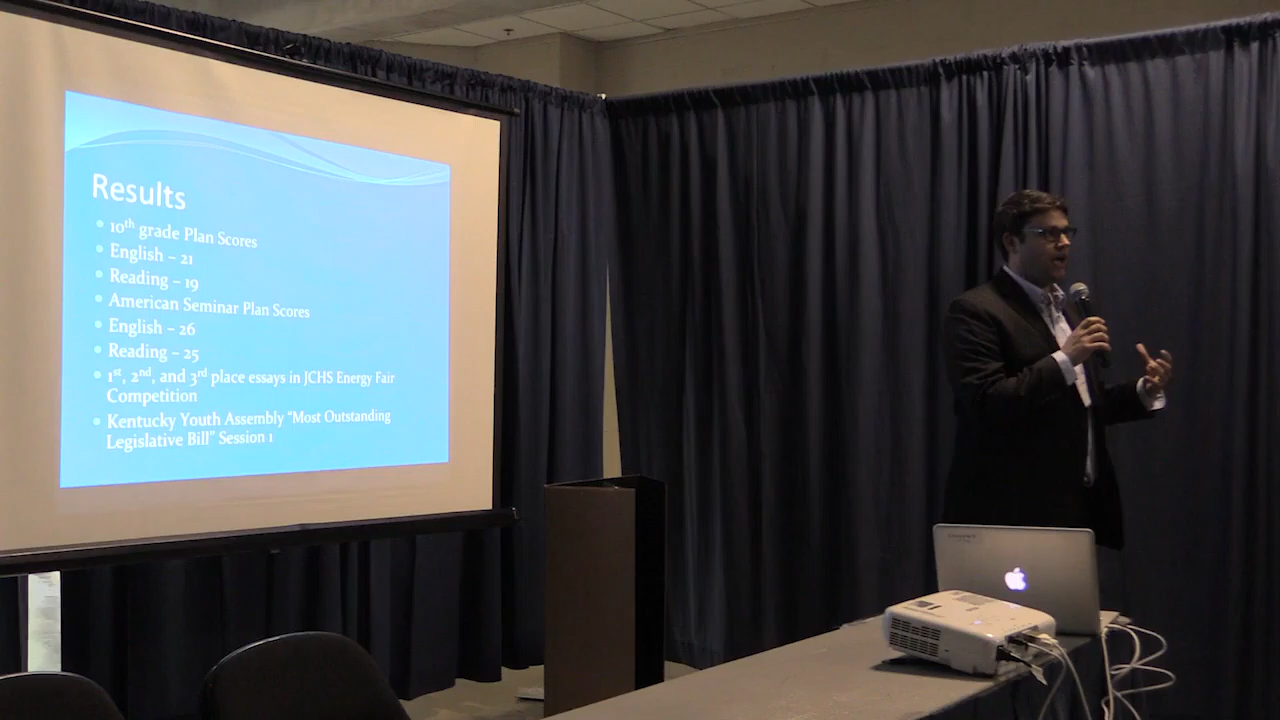 Results
10th grade Plan Scores
English – 21
Reading – 19
American Seminar Plan Scores
English – 26
Reading – 25
1st, 2nd, and 3rd place essays in JCHS Energy Fair
Competition
Kentucky Youth Assembly “Most Outstanding
Legislative Bill” Session 1